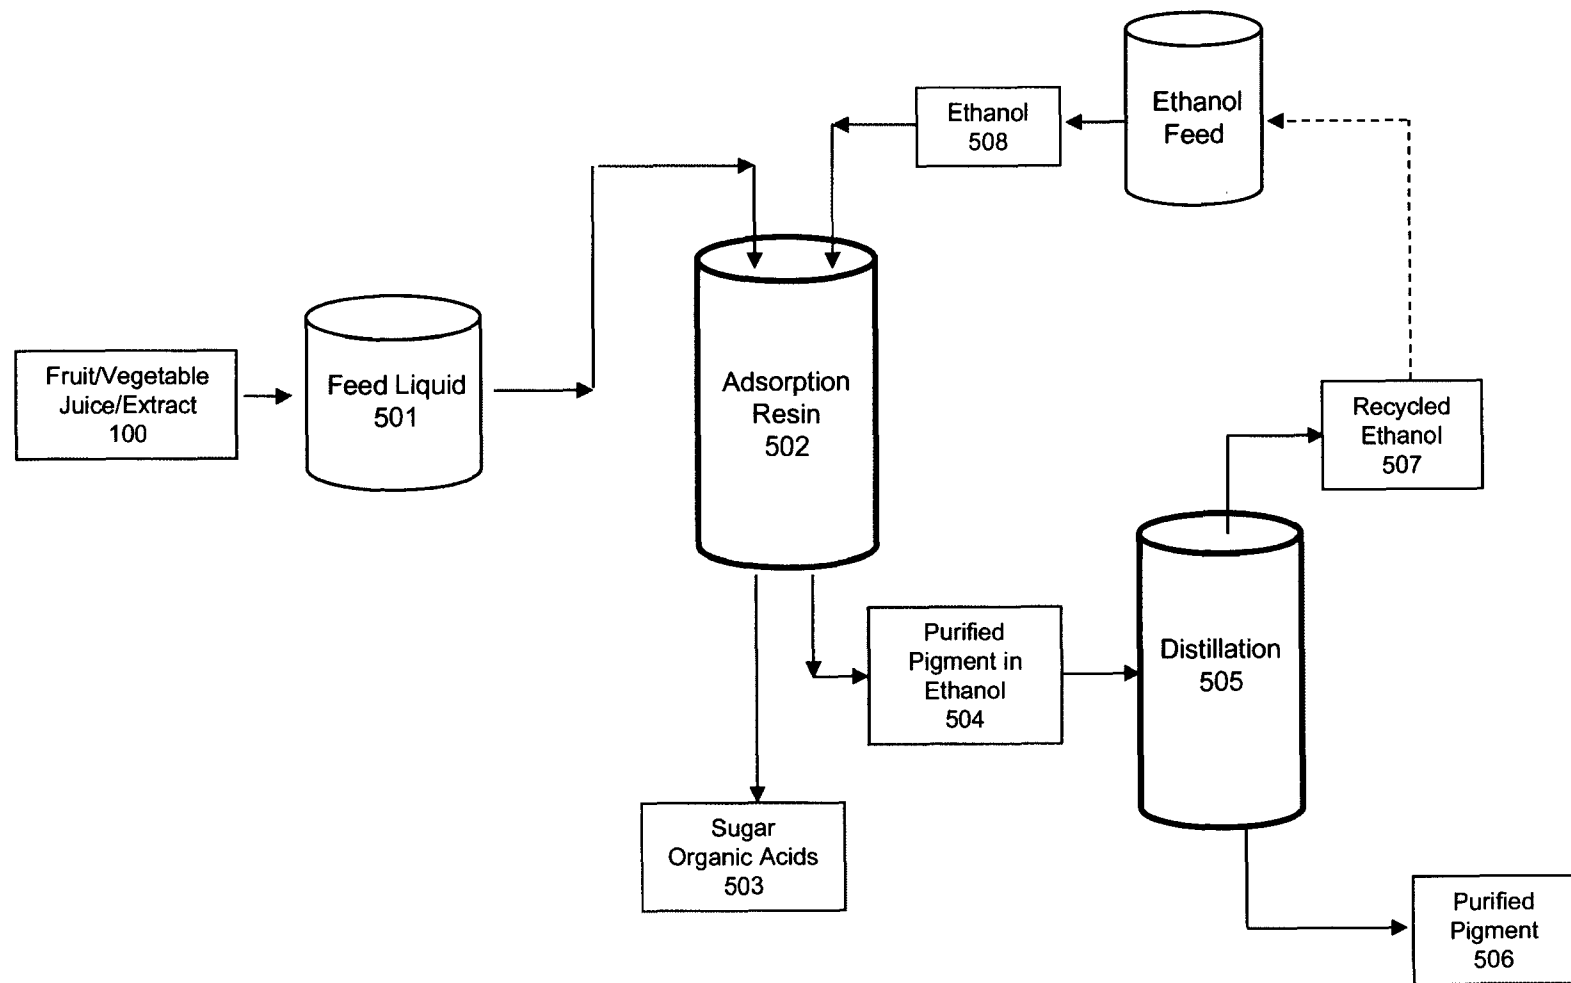 Ethanol
Feed
Ethanol
508
Fruit/Vegetable
Juice/Extract
100
Feed Liquid
501
Adsorption
Resin
502
Recycled
Ethanol
507
Purified
Pigment in
Ethanol
504
Distillation
505
Sugar
Organic Acids
503
Purified
Pigment
506